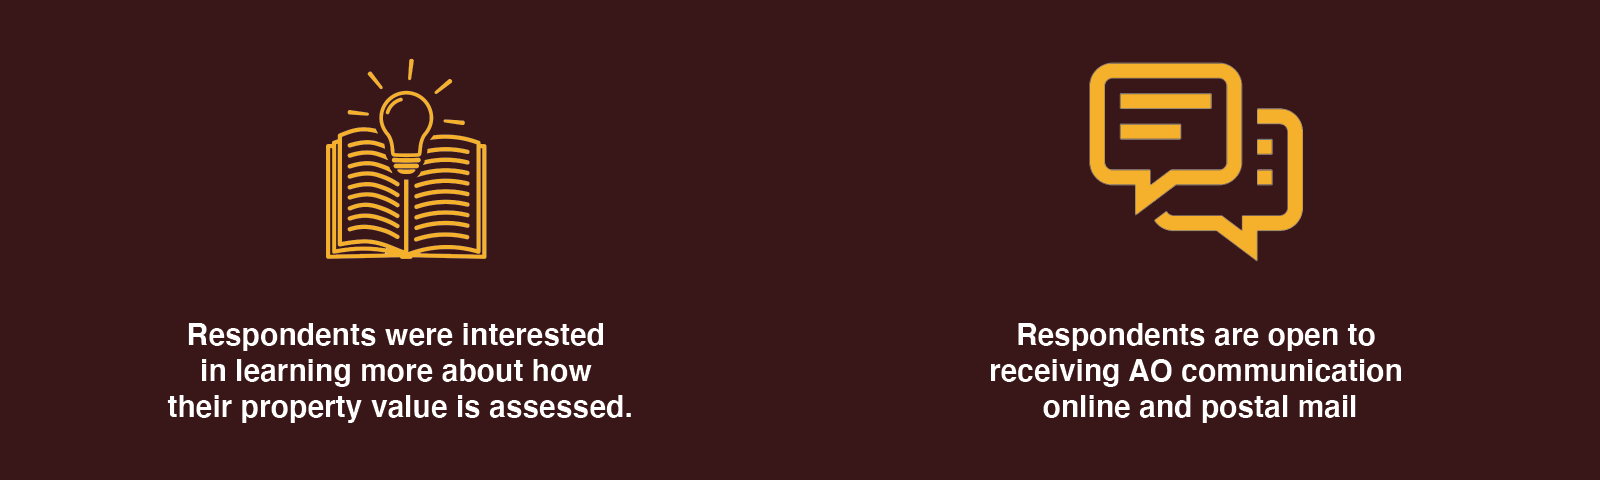 Respondents were interested
in learning more about how
their property value is assessed.
Respondents are open to
receiving AO communication
online and postal mail